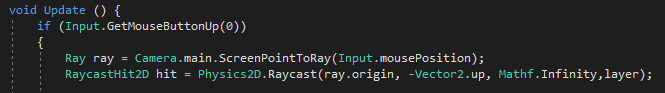 void Update () {
if (Input.GetMouseButtonUp(0))
{
Ray ray = Camera.main.ScreenPointToRay(Input.mousePosition);
RaycastHit2D hit = Physics2D.Raycast(ray.origin, -Vector2.up, Mathf.Infinity,layer);